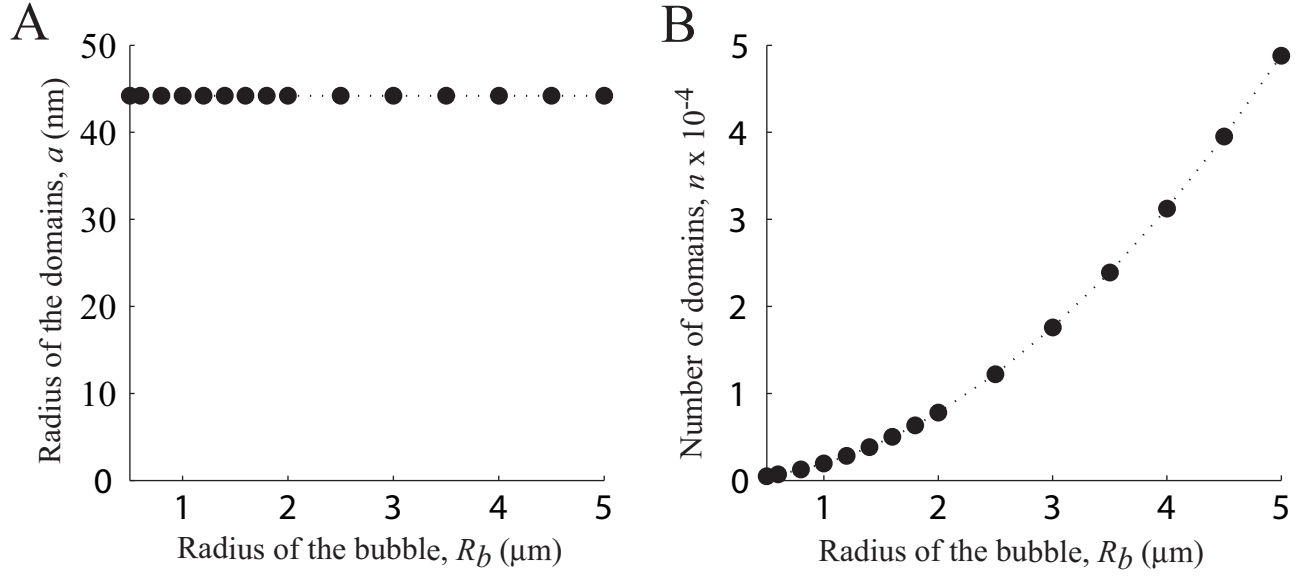 A
Radius of the domains, a (nm)
50
40
30
20
10
0
1 2 3 4 5
Radius of the bubble, R_b (μm)
B
Number of domains, n x 10^-4
5
4
3
2
1
0
1 2 3 4 5
Radius of the bubble, R_b (μm)